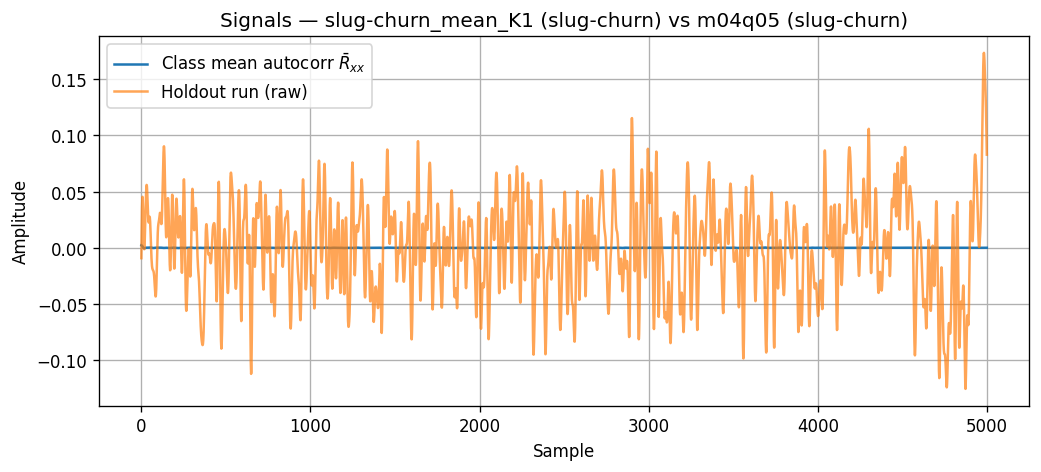 Signals — slug-churn_mean_K1 (slug-churn) vs m04q05 (slug-churn)
Class mean autocorr R̄xx
Holdout run (raw)
Amplitude
0.15
0.10
0.05
0.00
−0.05
−0.10
0 1000 2000 3000 4000 5000
Sample